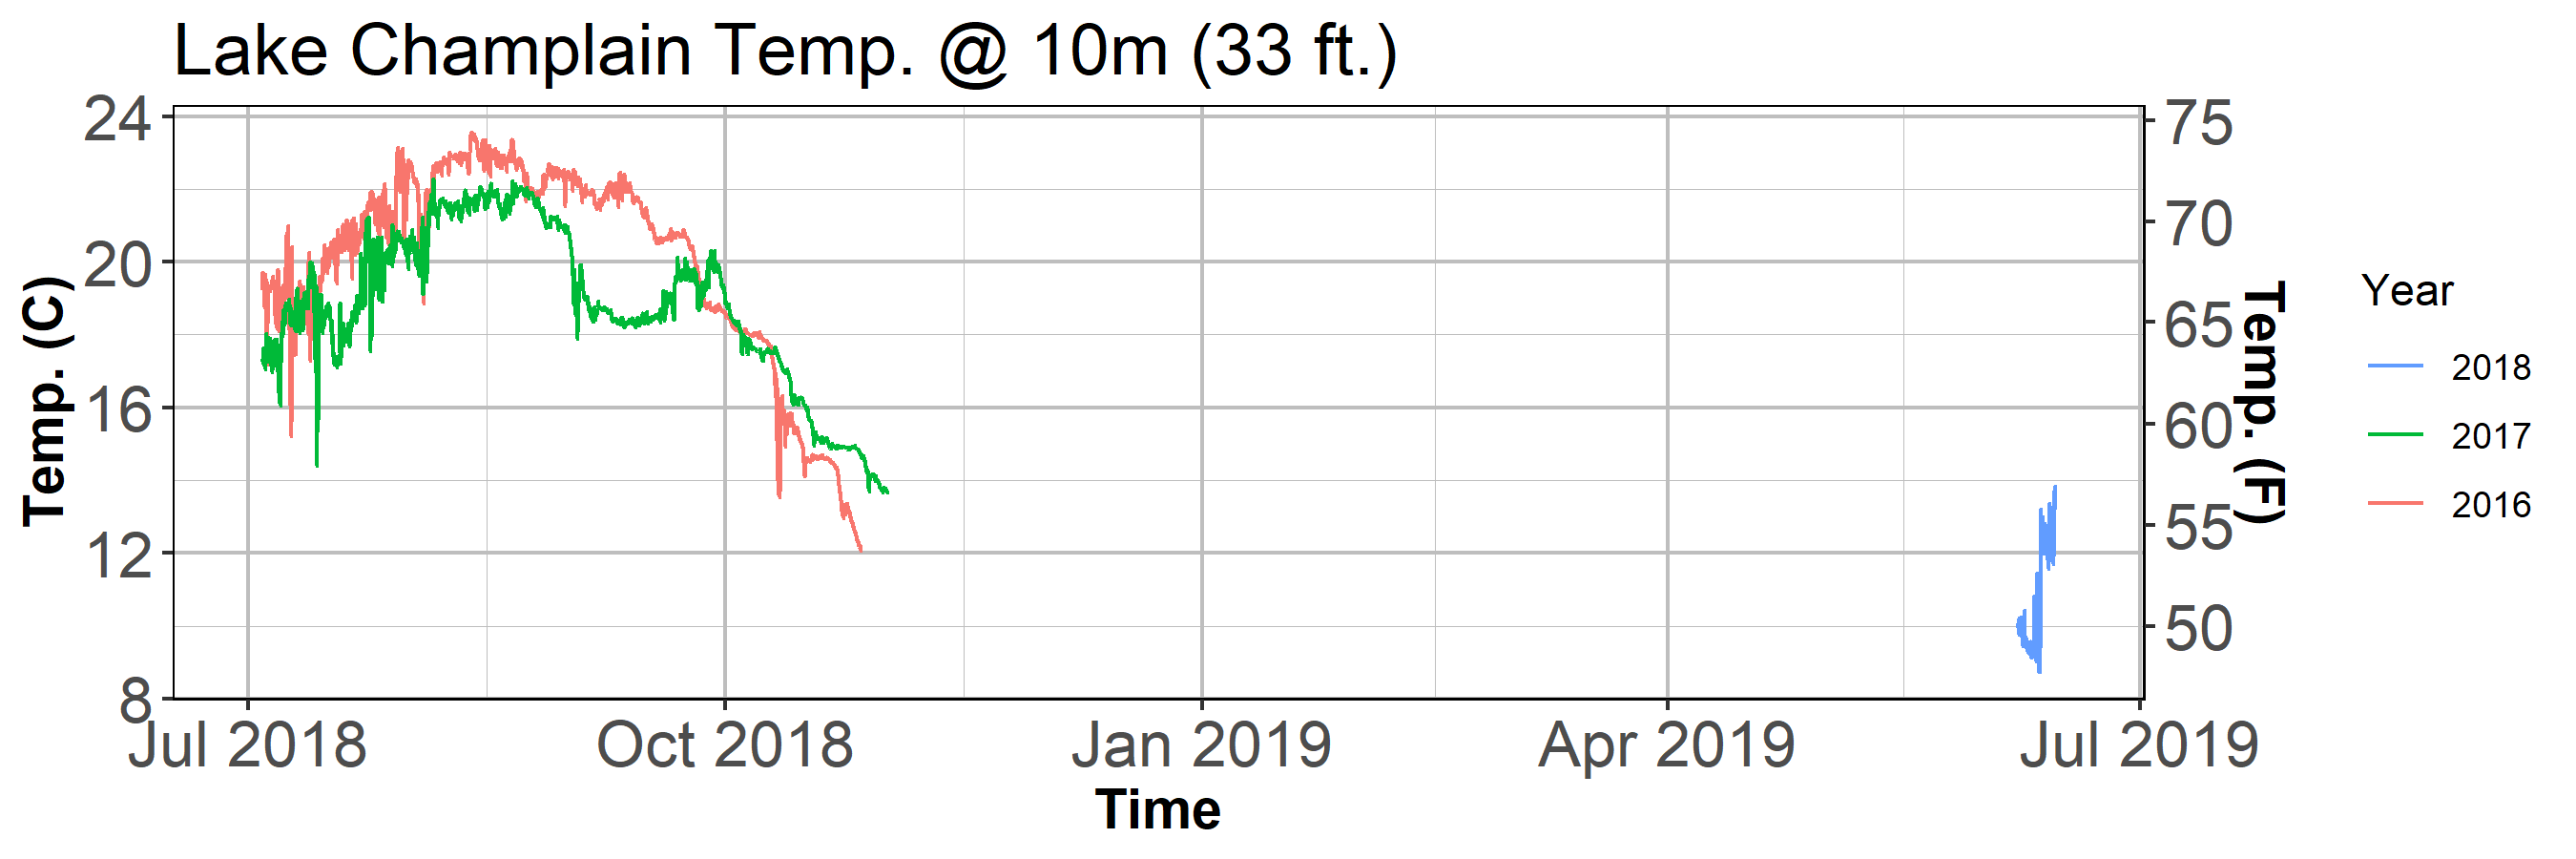 Lake Champlain Temp. @ 10m (33 ft.)
Temp. (C)
24
20
16
12
8
75
70
65
60
55
50
Temp. (F)
Jul 2018
Oct 2018
Jan 2019
Apr 2019
Jul 2019
Time
Year
2018
2017
2016